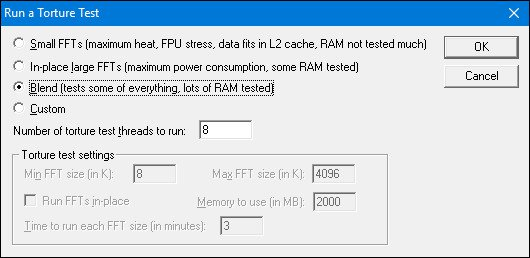 Run a Torture Test
Small FFTs (maximum heat, FPU stress, data fits in L2 cache, RAM not tested much)
OK
In-place large FFTs (maximum power consumption, some RAM tested)
Cancel
Blend (tests some of everything, lots of RAM tested)
Custom
Number of torture test threads to run: 8
Torture test settings
Min FFT size (in K): 8 Max FFT size (in K): 4096
Run FFTs in-place Memory to use (in MB): 2000
Time to run each FFT size (in minutes): 3